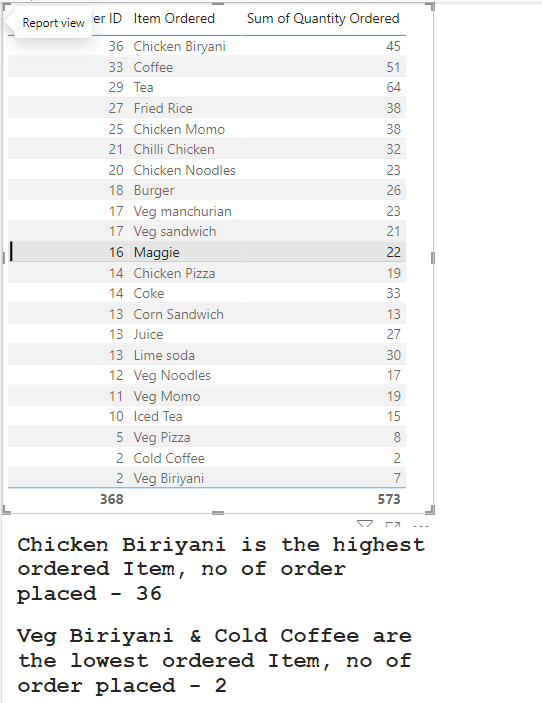 Report view
er ID Item Ordered Sum of Quantity Ordered
36 Chicken Biryani 45
33 Coffee 51
29 Tea 64
27 Fried Rice 38
25 Chicken Momo 38
21 Chilli Chicken 32
20 Chicken Noodles 23
18 Burger 26
17 Veg manchurian 23
17 Veg sandwich 21
16 Maggie 22
14 Chicken Pizza 19
14 Coke 33
13 Corn Sandwich 13
13 Juice 27
13 Lime soda 30
12 Veg Noodles 17
11 Veg Momo 19
10 Iced Tea 15
5 Veg Pizza 8
2 Cold Coffee 2
2 Veg Biriyani 7
368 573
Chicken Biriyani is the highest
ordered Item, no of order
placed - 36
Veg Biriyani & Cold Coffee are
the lowest ordered Item, no of
order placed - 2